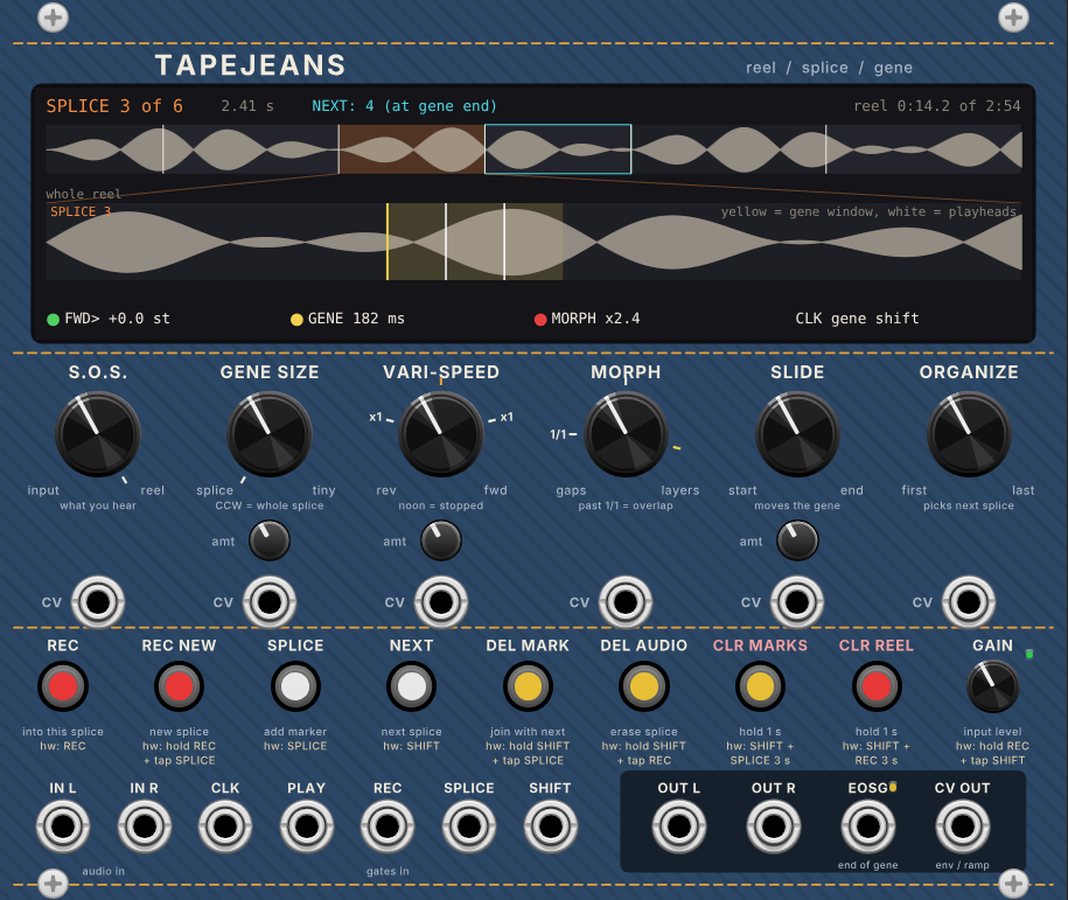 TAPEJEANS
reel / splice / gene
SPLICE 3 of 6 2.41 s NEXT: 4 (at gene end) reel 0:14.2 of 2:54
whole reel
SPLICE 3 yellow = gene window, white = playheads
FWD> +0.0 st GENE 182 ms MORPH x2.4 CLK gene shift
S.O.S. GENE SIZE VARI-SPEED MORPH SLIDE ORGANIZE
x1 x1 1/1
input reel splice tiny rev fwd gaps layers start end first last
what you hear CCW = whole splice noon = stopped past 1/1 = overlap moves the gene picks next splice
amt amt amt
CV CV CV CV CV CV
REC REC NEW SPLICE NEXT DEL MARK DEL AUDIO CLR MARKS CLR REEL GAIN
into this splice new splice add marker next splice join with next erase splice hold 1 s hold 1 s input level
hw: REC hw: hold REC hw: SPLICE hw: SHIFT hw: hold SHIFT hw: hold SHIFT hw: SHIFT + hw: SHIFT + hw: hold REC
+ tap SPLICE + tap SPLICE + tap REC SPLICE 3 s REC 3 s + tap SHIFT
IN L IN R CLK PLAY REC SPLICE SHIFT OUT L OUT R EOSG CV OUT
audio in gates in end of gene env / ramp